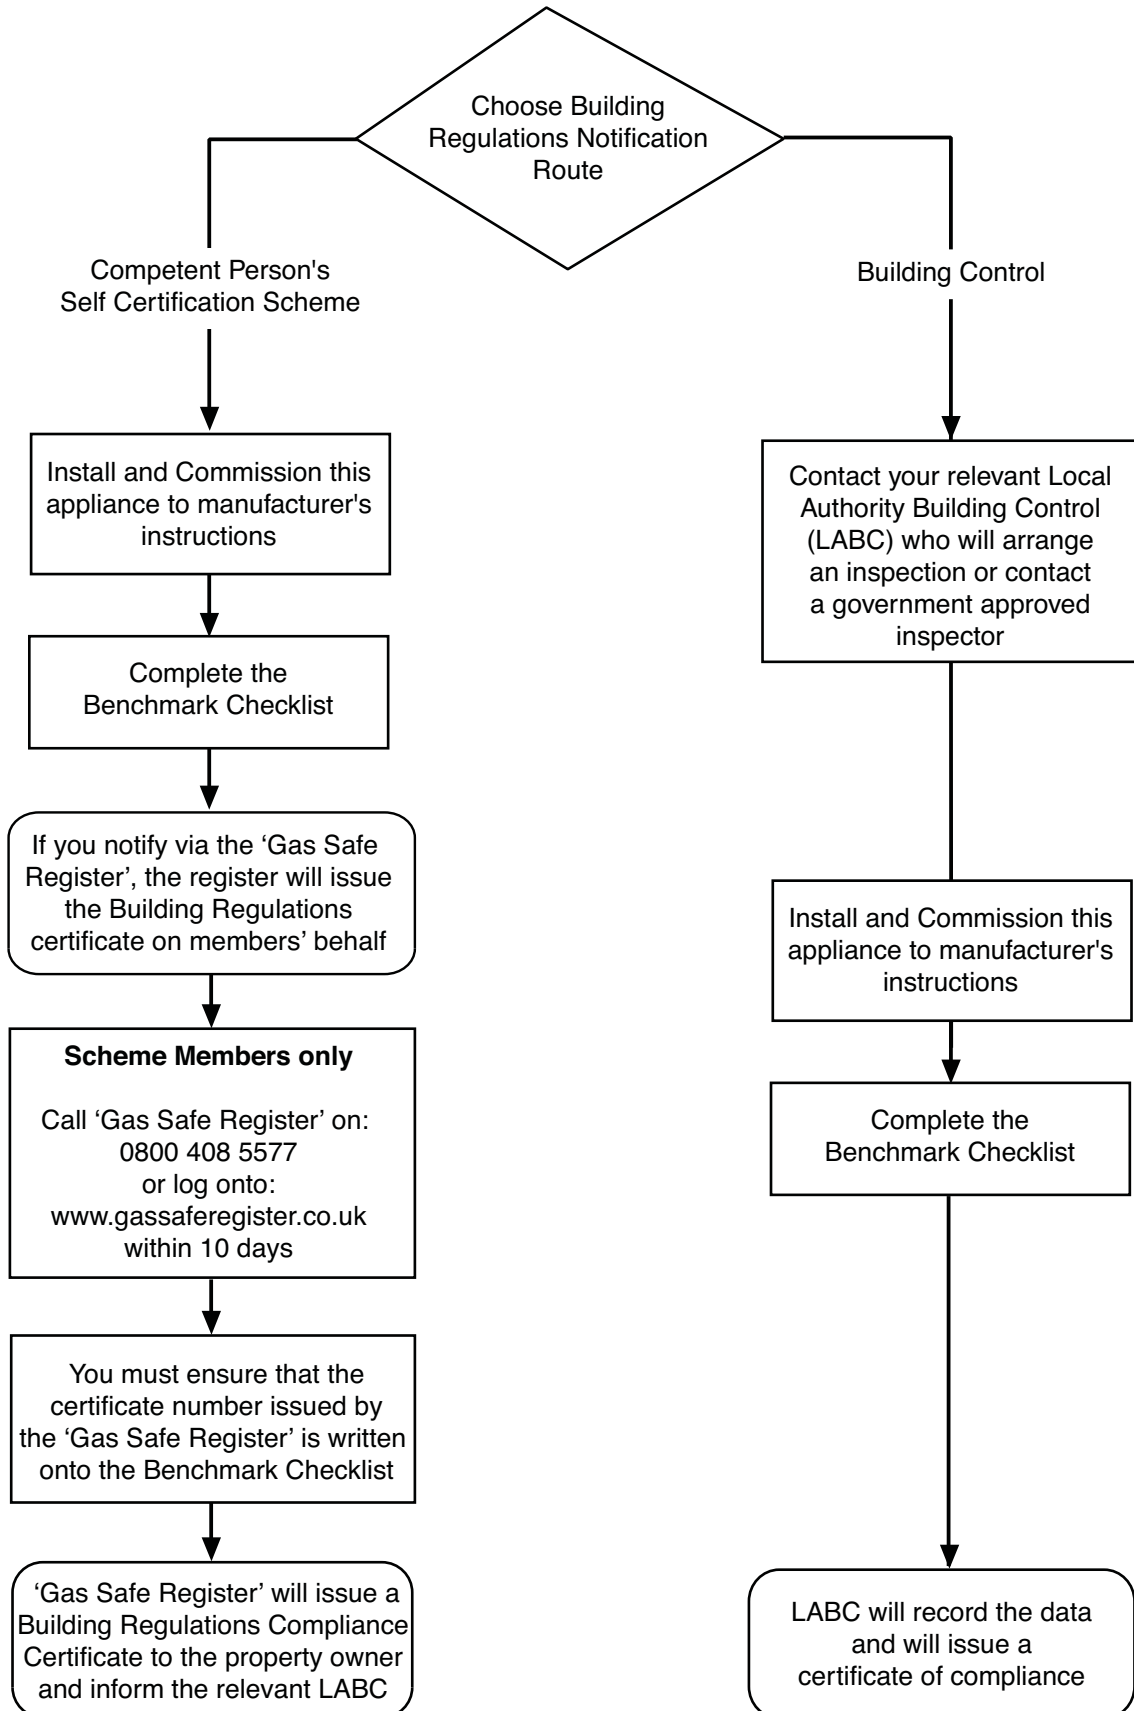 Choose Building
Regulations Notification
Route
Competent Person's
Self Certification Scheme
Install and Commission this
appliance to manufacturer's
instructions
Complete the
Benchmark Checklist
If you notify via the ‘Gas Safe
Register’, the register will issue
the Building Regulations
certificate on members’ behalf
Scheme Members only
Call ‘Gas Safe Register’ on:
0800 408 5577
or log onto:
www.gassaferegister.co.uk
within 10 days
You must ensure that the
certificate number issued by
the ‘Gas Safe Register’ is written
onto the Benchmark Checklist
‘Gas Safe Register’ will issue a
Building Regulations Compliance
Certificate to the property owner
and inform the relevant LABC
Building Control
Contact your relevant Local
Authority Building Control
(LABC) who will arrange
an inspection or contact
a government approved
inspector
Install and Commission this
appliance to manufacturer's
instructions
Complete the
Benchmark Checklist
LABC will record the data
and will issue a
certificate of compliance